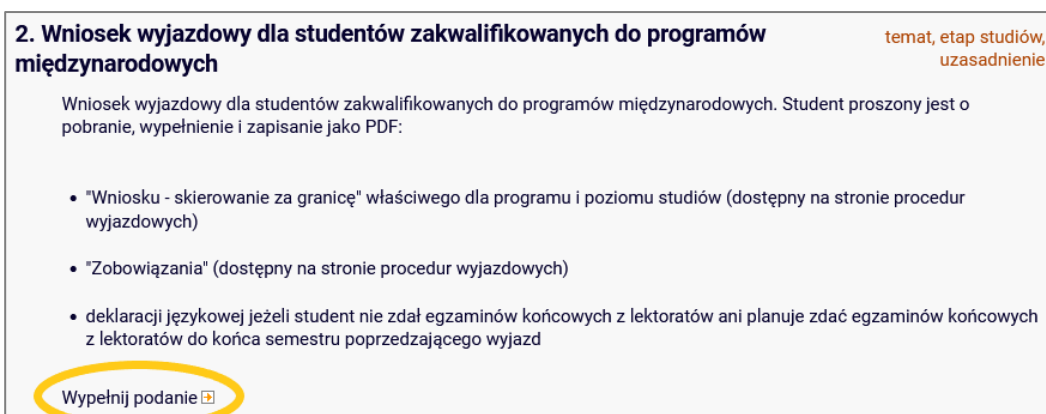 2. Wniosek wyjazdowy dla studentów zakwalifikowanych do programów
międzynarodowych
temat, etap studiów,
uzasadnienie
Wniosek wyjazdowy dla studentów zakwalifikowanych do programów międzynarodowych. Student proszony jest o
pobranie, wypełnienie i zapisanie jako PDF:
• "Wniosku - skierowanie za granicę" właściwego dla programu i poziomu studiów (dostępny na stronie procedur
wyjazdowych)
• "Zobowiązania" (dostępny na stronie procedur wyjazdowych)
• deklaracji językowej jeżeli student nie zdał egzaminów końcowych z lektoratów ani planuje zdać egzaminów końcowych
z lektoratów do końca semestru poprzedzającego wyjazd
Wypełnij podanie